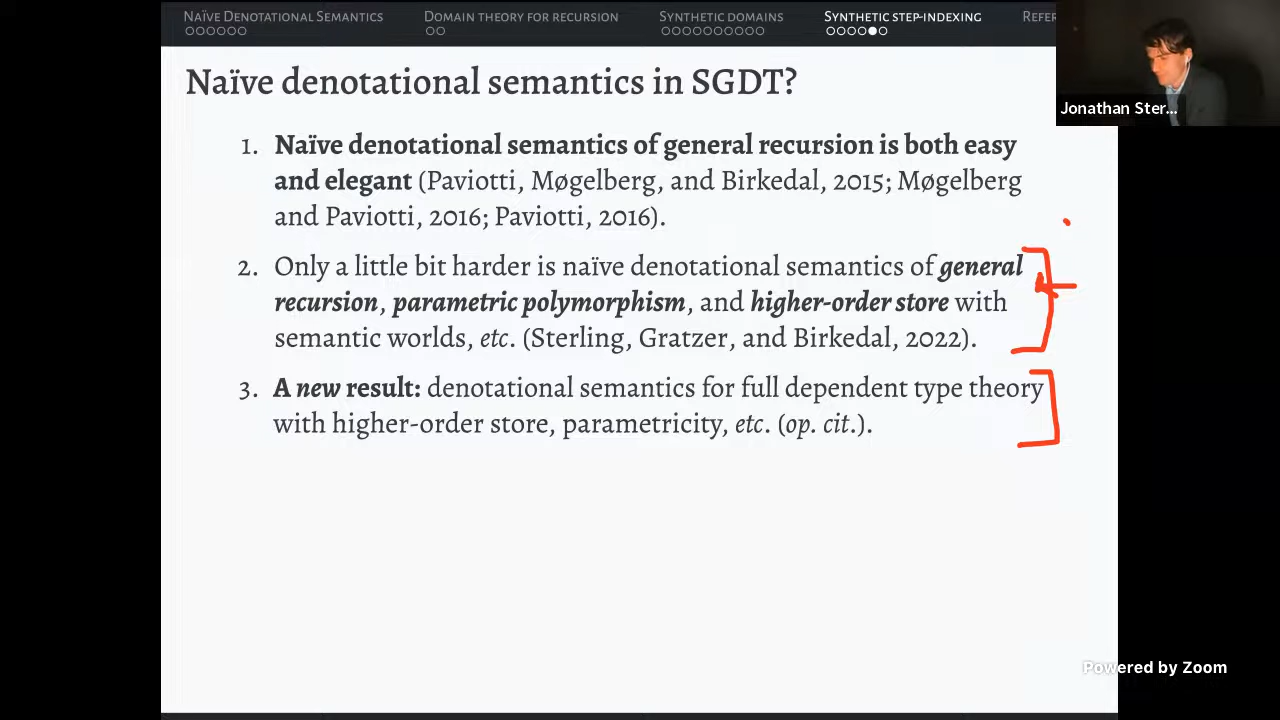 NAÏVE DENOTATIONAL SEMANTICS DOMAIN THEORY FOR RECURSION SYNTHETIC DOMAINS SYNTHETIC STEP-INDEXING REFER
Jonathan Ster...
Naïve denotational semantics in SGDT?
1. Naïve denotational semantics of general recursion is both easy
and elegant (Paviotti, Møgelberg, and Birkedal, 2015; Møgelberg
and Paviotti, 2016; Paviotti, 2016).
2. Only a little bit harder is naïve denotational semantics of general
recursion, parametric polymorphism, and higher-order store with
semantic worlds, etc. (Sterling, Gratzer, and Birkedal, 2022).
3. A new result: denotational semantics for full dependent type theory
with higher-order store, parametricity, etc. (op. cit.).
Powered by Zoom